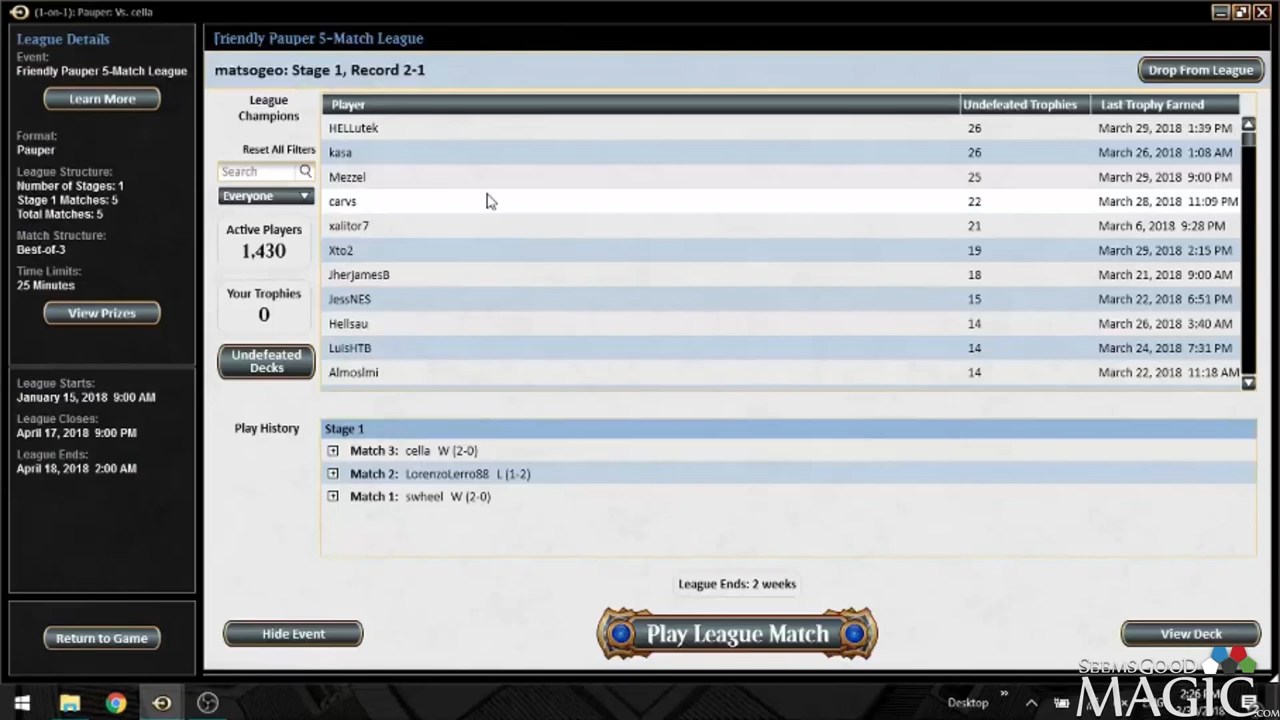 (1-on-1): Pauper: Vs. cella
League Details
Event:
Friendly Pauper 5-Match League
Learn More
Format:
Pauper
League Structure:
Number of Stages: 1
Stage 1 Matches: 5
Total Matches: 5
Match Structure:
Best-of-3
Time Limits:
25 Minutes
View Prizes
League Starts:
January 15, 2018 9:00 AM
League Closes:
April 17, 2018 9:00 PM
League Ends:
April 18, 2018 2:00 AM
Return to Game
Friendly Pauper 5-Match League
matsogeo: Stage 1, Record 2-1
Drop From League
League Champions
Reset All Filters
Search
Everyone
Active Players
1,430
Your Trophies
0
Undefeated Decks
Player Undefeated Trophies Last Trophy Earned
HELLutek 26 March 29, 2018 1:39 PM
kasa 26 March 26, 2018 1:08 AM
Mezzel 25 March 29, 2018 9:00 PM
carvs 22 March 28, 2018 11:09 PM
xalitor7 21 March 6, 2018 9:28 PM
Xto2 19 March 29, 2018 2:15 PM
JherjamesB 18 March 21, 2018 9:00 AM
JessNES 15 March 22, 2018 6:51 PM
Hellsau 14 March 26, 2018 3:40 AM
LuisHTB 14 March 24, 2018 7:31 PM
Almoslmi 14 March 22, 2018 11:18 AM
Play History
Stage 1
Match 3: cella W (2-0)
Match 2: LorenzoLerro88 L (1-2)
Match 1: swheel W (2-0)
League Ends: 2 weeks
Hide Event
Play League Match
View Deck
SEEMSGOOD
MAGIC.COM
Desktop
2:26